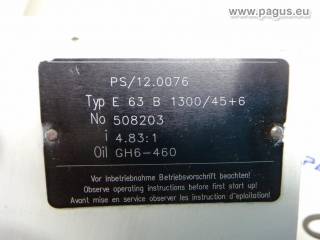 www.pagus.eu
PS/12.0076
Typ E 63 B 1300/45+6
No 508203
i 4.83:1
Oil GH6-460
Vor Inbetriebnahme Betriebsvorschrift beachten!
Observe operating instructions before first start up!
Avant mise en service observer les instruction d'exploitation!